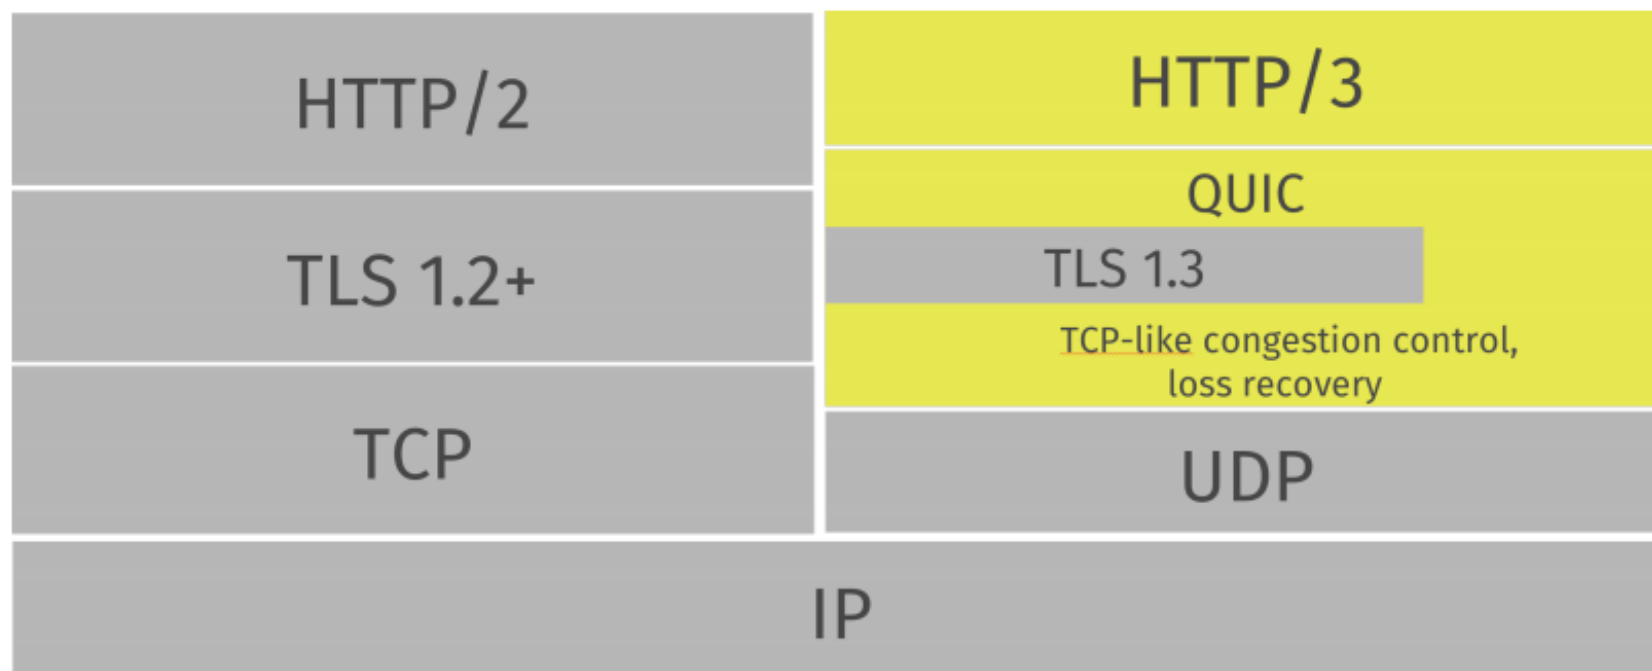 HTTP/2
TLS 1.2+
TCP
HTTP/3
QUIC
TLS 1.3
TCP-like congestion control,
loss recovery
UDP
IP